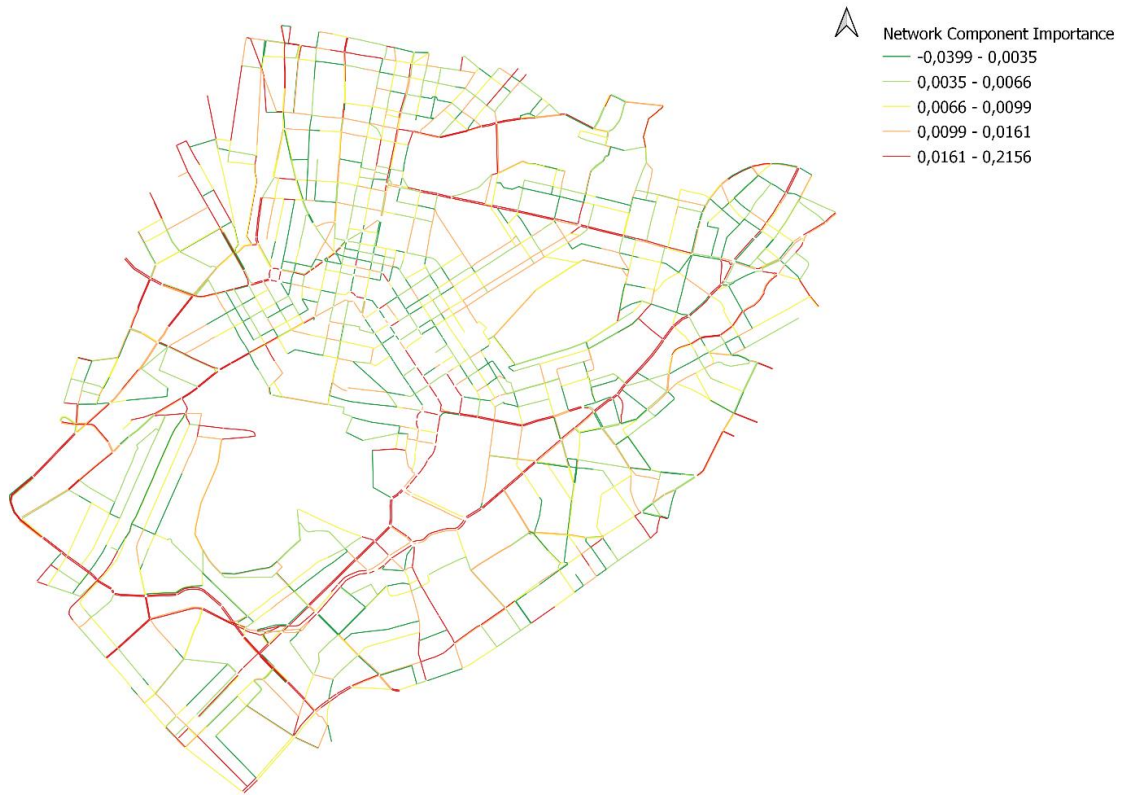 Network Component Importance
-0,0399 - 0,0035
0,0035 - 0,0066
0,0066 - 0,0099
0,0099 - 0,0161
0,0161 - 0,2156